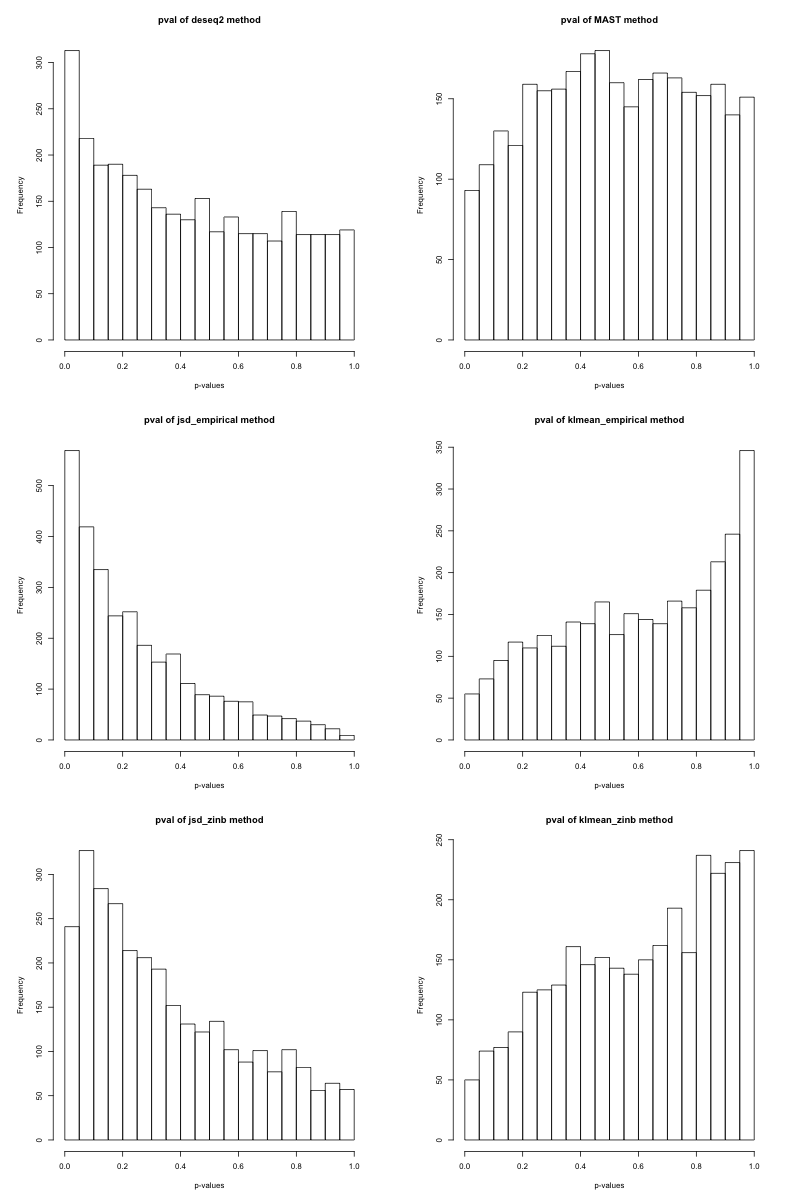 pval of deseq2 method
Frequency
0 50 100 150 200 250 300
0.0 0.2 0.4 0.6 0.8 1.0
p-values
pval of MAST method
Frequency
0 50 100 150
0.0 0.2 0.4 0.6 0.8 1.0
p-values
pval of jsd_empirical method
Frequency
0 100 200 300 400 500
0.0 0.2 0.4 0.6 0.8 1.0
p-values
pval of klmean_empirical method
Frequency
0 50 100 150 200 250 300 350
0.0 0.2 0.4 0.6 0.8 1.0
p-values
pval of jsd_zinb method
Frequency
0 50 100 150 200 250 300
0.0 0.2 0.4 0.6 0.8 1.0
p-values
pval of klmean_zinb method
Frequency
0 50 100 150 200 250
0.0 0.2 0.4 0.6 0.8 1.0
p-values